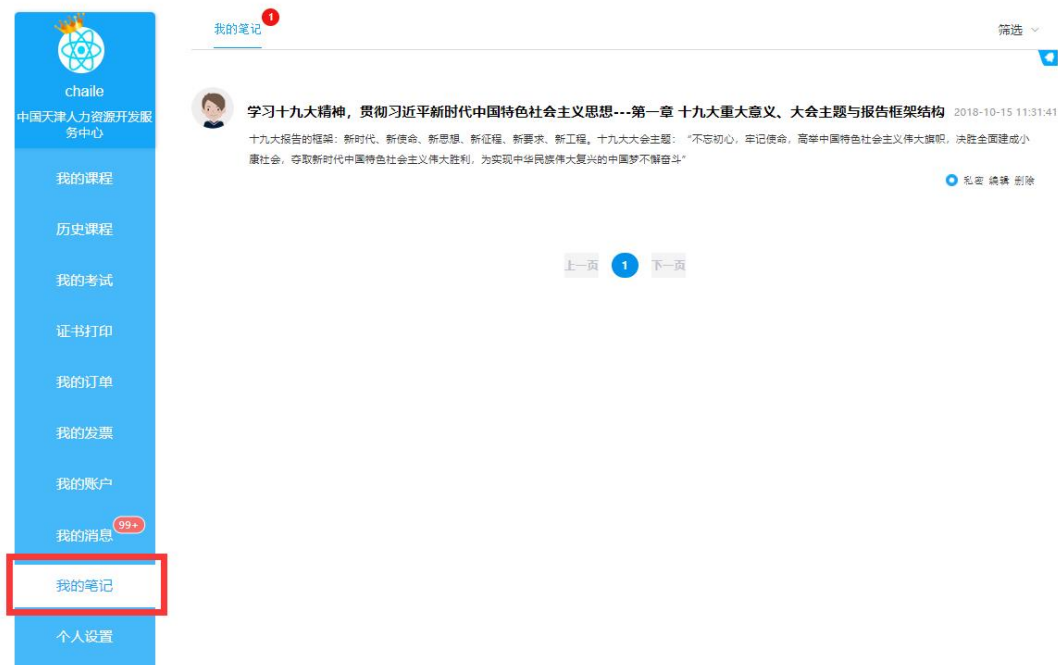 chaile
中国天津人力资源开发服
务中心
我的课程
历史课程
我的考试
证书打印
我的订单
我的发票
我的账户
我的消息 99+
我的笔记
个人设置
我的笔记 1
筛选
学习十九大精神，贯彻习近平新时代中国特色社会主义思想---第一章 十九大重大意义、大会主题与报告框架结构 2018-10-15 11:31:41
十九大报告的框架：新时代、新使命、新思想、新征程、新要求、新工程。十九大大会主题：“不忘初心，牢记使命，高举中国特色社会主义伟大旗帜，决胜全面建成小
康社会，夺取新时代中国特色社会主义伟大胜利，为实现中华民族伟大复兴的中国梦不懈奋斗”
私密 编辑 删除
上一页 1 下一页